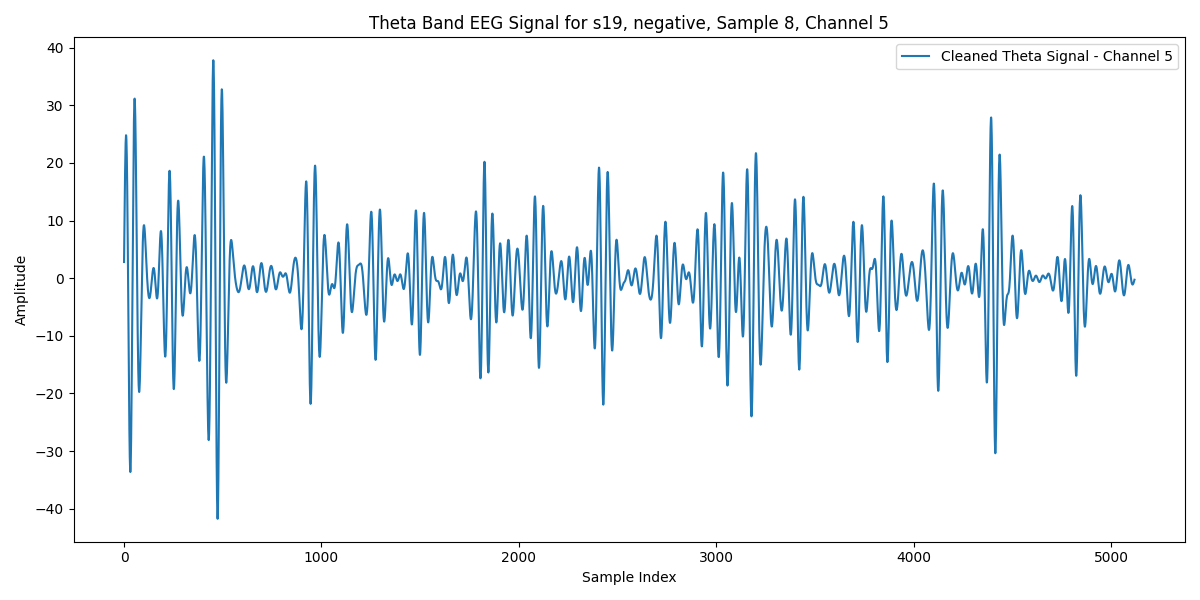 Theta Band EEG Signal for s19, negative, Sample 8, Channel 5
Cleaned Theta Signal - Channel 5
Amplitude
40
30
20
10
0
−10
−20
−30
−40
0 1000 2000 3000 4000 5000
Sample Index